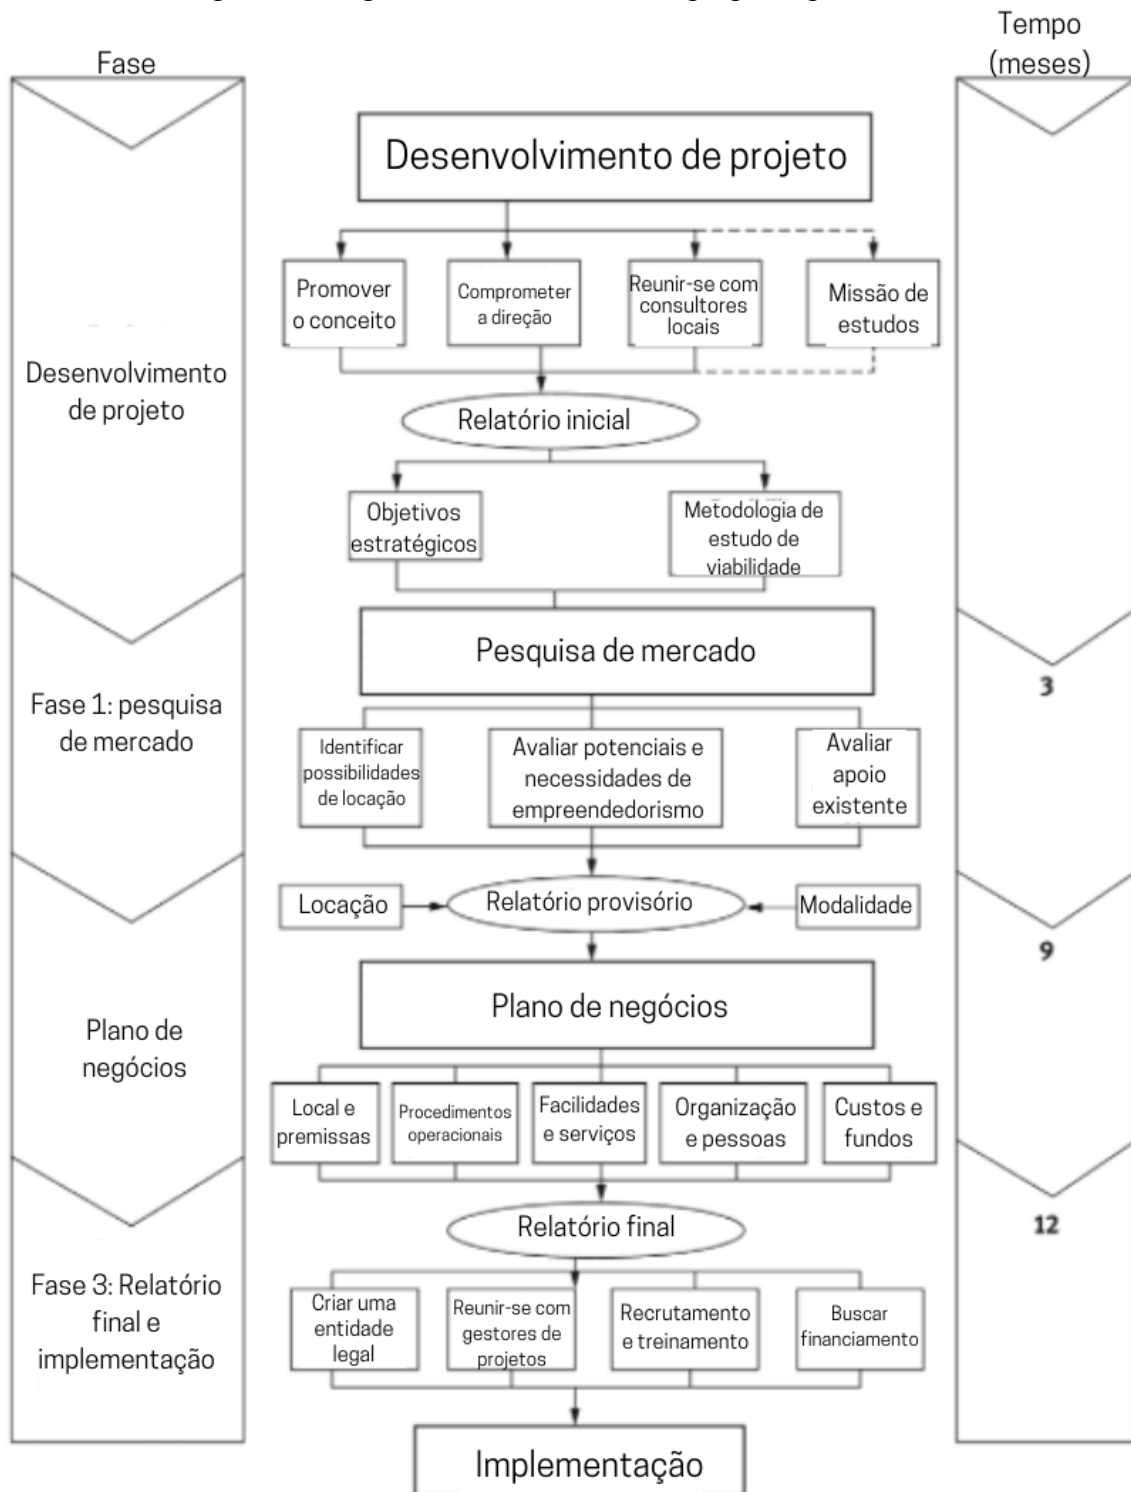 Tempo
(meses)
Fase
Desenvolvimento de projeto
Promover
o conceito
Comprometer
a direção
Reunir-se com
consultores
locais
Missão de
estudos
Desenvolvimento
de projeto
Relatório inicial
Objetivos
estratégicos
Metodologia de
estudo de
viabilidade
Pesquisa de mercado
3
Fase 1: pesquisa
de mercado
Identificar
possibilidades
de locação
Avaliar potenciais e
necessidades de
empreendedorismo
Avaliar
apoio
existente
Locação
Relatório provisório
Modalidade
9
Plano de negócios
Plano de
negócios
Local e
premissas
Procedimentos
operacionais
Facilidades
e serviços
Organização
e pessoas
Custos e
fundos
Relatório final
12
Fase 3: Relatório
final e
implementação
Criar uma
entidade
legal
Reunir-se com
gestores de
projetos
Recrutamento
e treinamento
Buscar
financiamento
Implementação